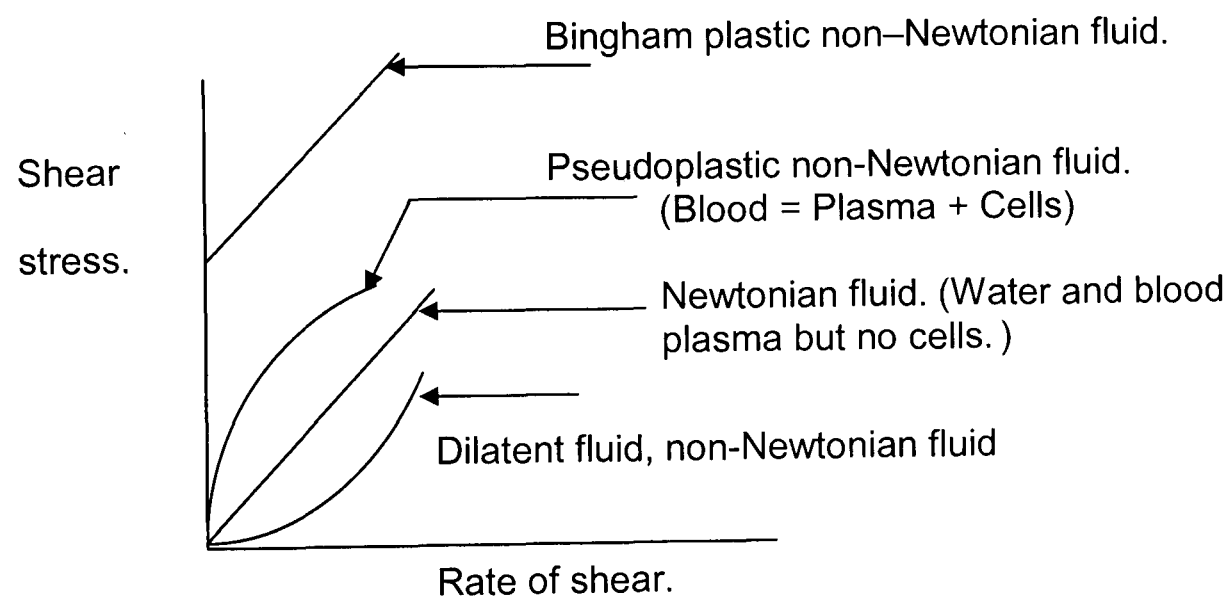 Bingham plastic non–Newtonian fluid.
Shear
stress.
Pseudoplastic non-Newtonian fluid.
(Blood = Plasma + Cells)
Newtonian fluid. (Water and blood
plasma but no cells. )
Dilatent fluid, non-Newtonian fluid
Rate of shear.